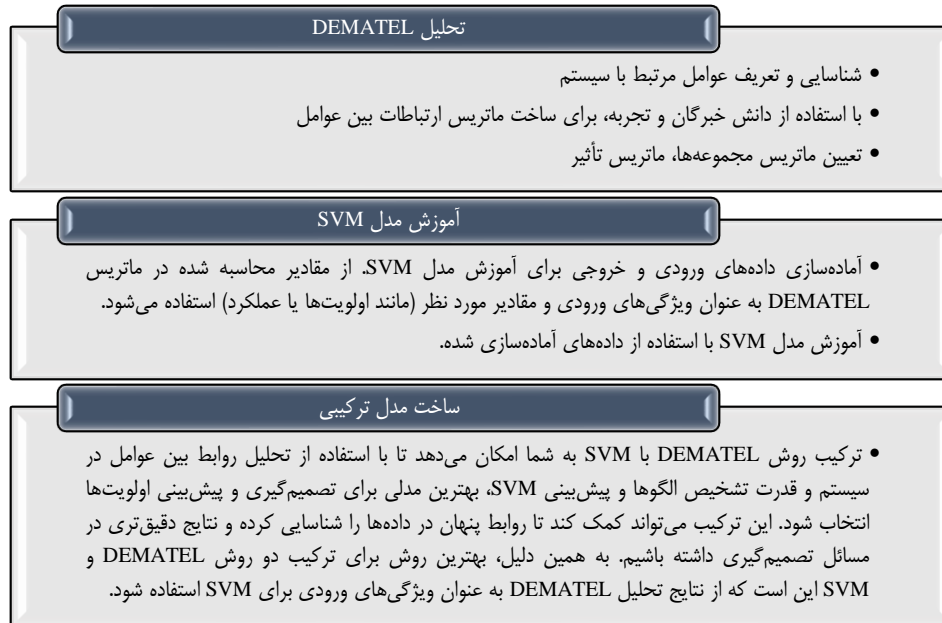 تحلیل DEMATEL
• شناسایی و تعریف عوامل مرتبط با سیستم
• با استفاده از دانش خبرگان و تجربه، برای ساخت ماتریس ارتباطات بین عوامل
• تعیین ماتریس مجموعه‌ها، ماتریس تأثیر
آموزش مدل SVM
• آماده‌سازی داده‌های ورودی و خروجی برای آموزش مدل SVM. از مقادیر محاسبه شده در ماتریس
DEMATEL به عنوان ویژگی‌های ورودی و مقادیر مورد نظر (مانند اولویت‌ها یا عملکرد) استفاده می‌شود.
• آموزش مدل SVM با استفاده از داده‌های آماده‌سازی شده.
ساخت مدل ترکیبی
• ترکیب روش DEMATEL با SVM به شما امکان می‌دهد تا با استفاده از تحلیل روابط بین عوامل در
سیستم و قدرت تشخیص الگوها و پیش‌بینی SVM، بهترین مدلی برای تصمیم‌گیری و پیش‌بینی اولویت‌ها
انتخاب شود. این ترکیب می‌تواند کمک کند تا روابط پنهان در داده‌ها را شناسایی کرده و نتایج دقیق‌تری در
مسائل تصمیم‌گیری داشته باشیم. به همین دلیل، بهترین روش برای ترکیب دو روش DEMATEL و
SVM این است که از نتایج تحلیل DEMATEL به عنوان ویژگی‌های ورودی برای SVM استفاده شود.